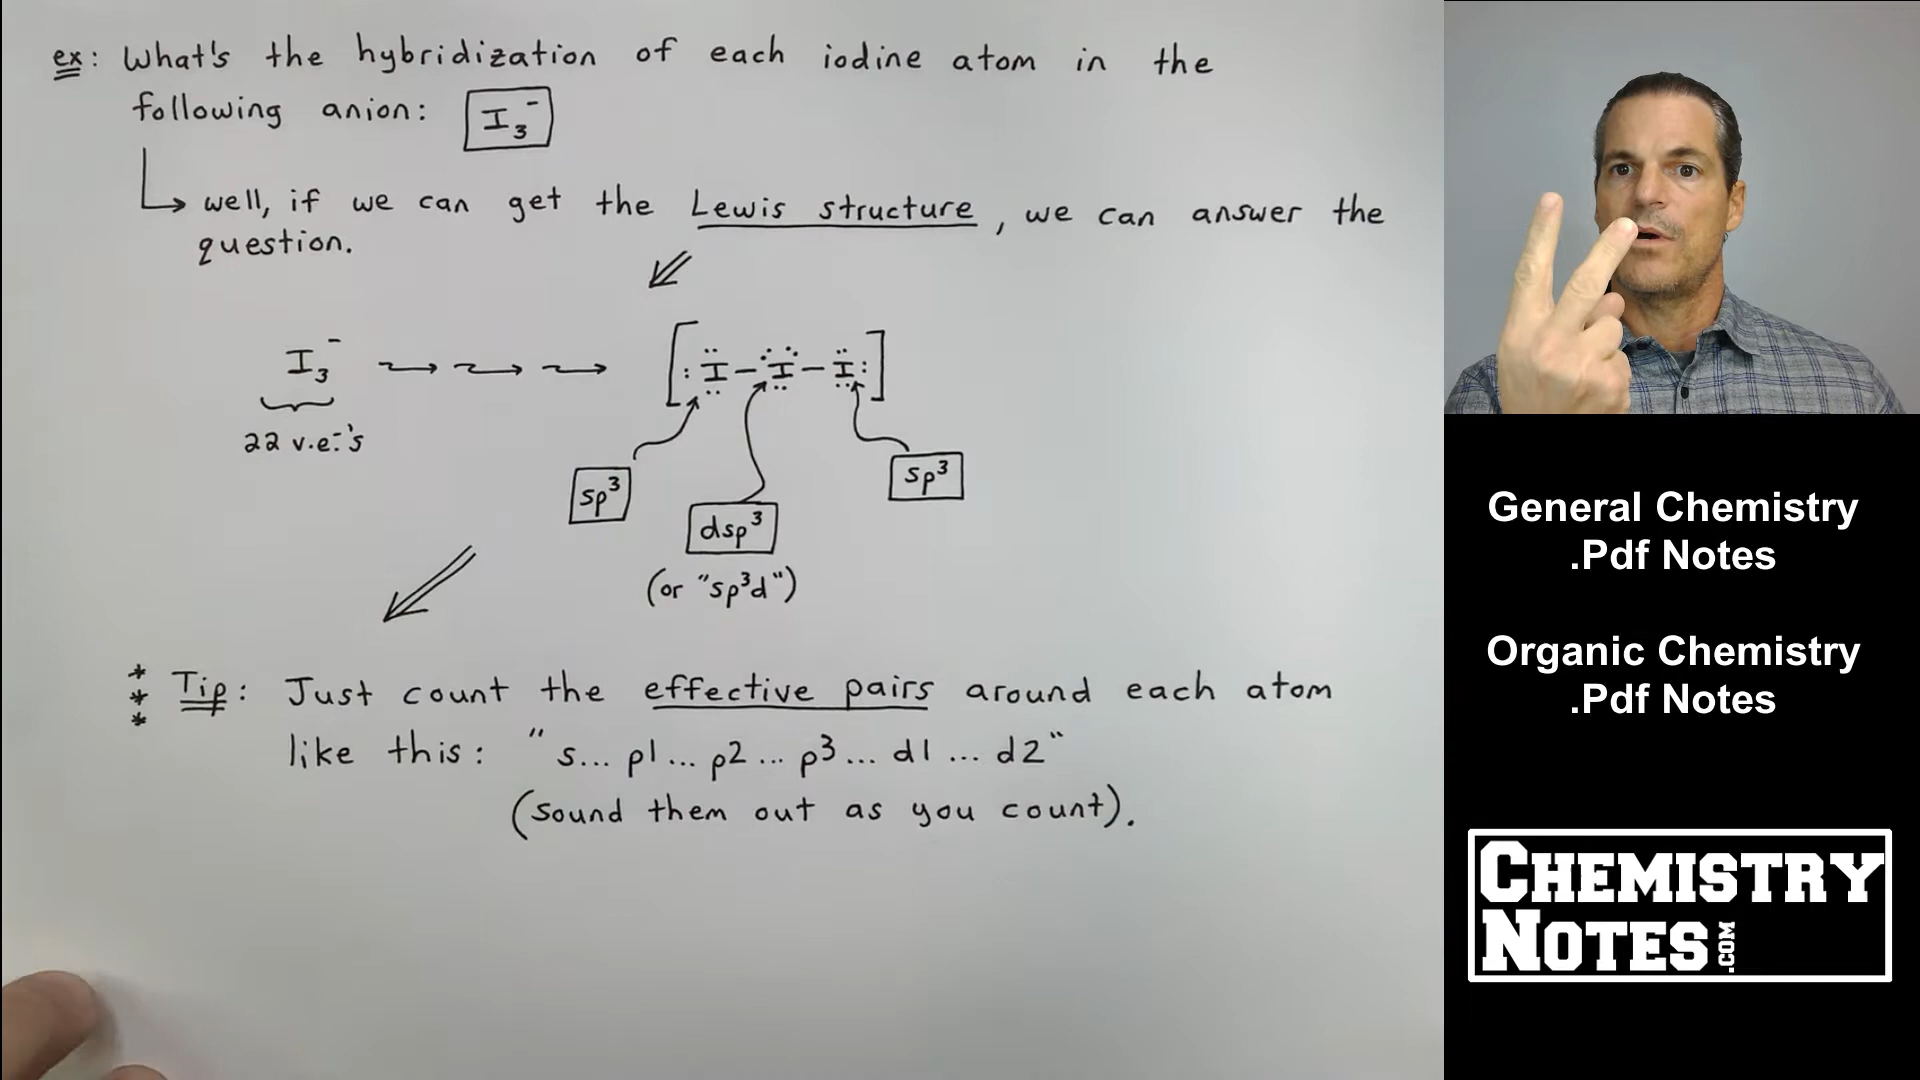 ex: What's the hybridization of each iodine atom in the
following anion: I₃⁻
well, if we can get the Lewis structure, we can answer the
question.
I₃⁻
22 v.e⁻'s
[:I-I-I:]
sp³
dsp³
sp³
(or "sp³d")
*** Tip: Just count the effective pairs around each atom
like this: "s... p1... p2... p3... d1... d2"
(sound them out as you count).
General Chemistry
.Pdf Notes
Organic Chemistry
.Pdf Notes
CHEMISTRY
NOTES.COM